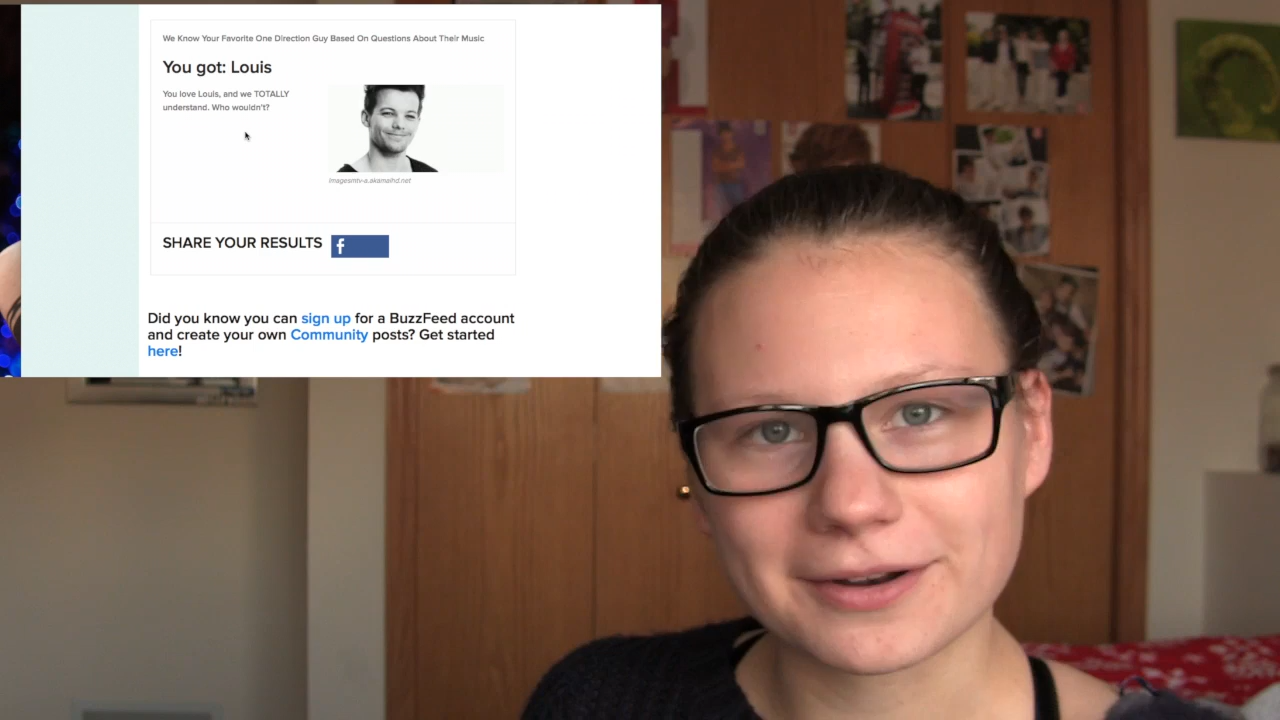 We Know Your Favorite One Direction Guy Based On Questions About Their Music
You got: Louis
You love Louis, and we TOTALLY
understand. Who wouldn't?
imagesmtv-a.akamaihd.net
SHARE YOUR RESULTS f
Did you know you can sign up for a BuzzFeed account
and create your own Community posts? Get started
here!